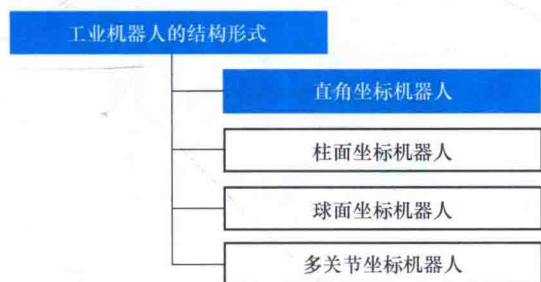 工业机器人的结构形式
直角坐标机器人
柱面坐标机器人
球面坐标机器人
多关节坐标机器人